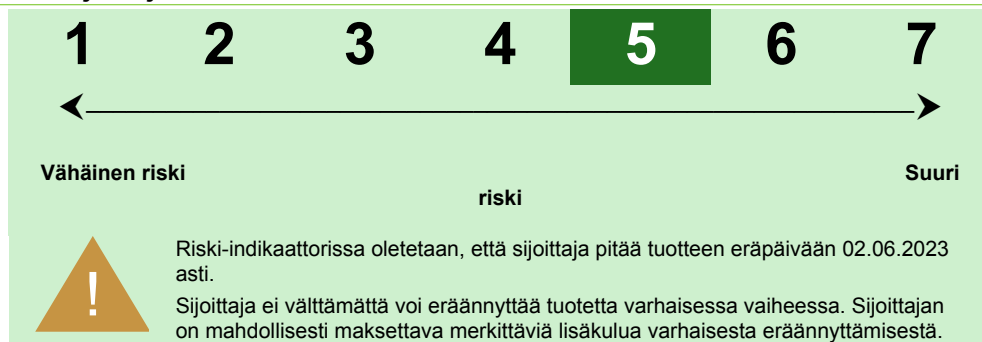 1 2 3 4 5 6 7
Vähäinen riski Suuri
riski
! Riski-indikaattorissa oletetaan, että sijoittaja pitää tuotteen eräpäivään 02.06.2023
asti.
Sijoittaja ei välttämättä voi eräännyttää tuotetta varhaisessa vaiheessa. Sijoittajan
on mahdollisesti maksettava merkittäviä lisäkulua varhaisesta eräännyttämisestä.